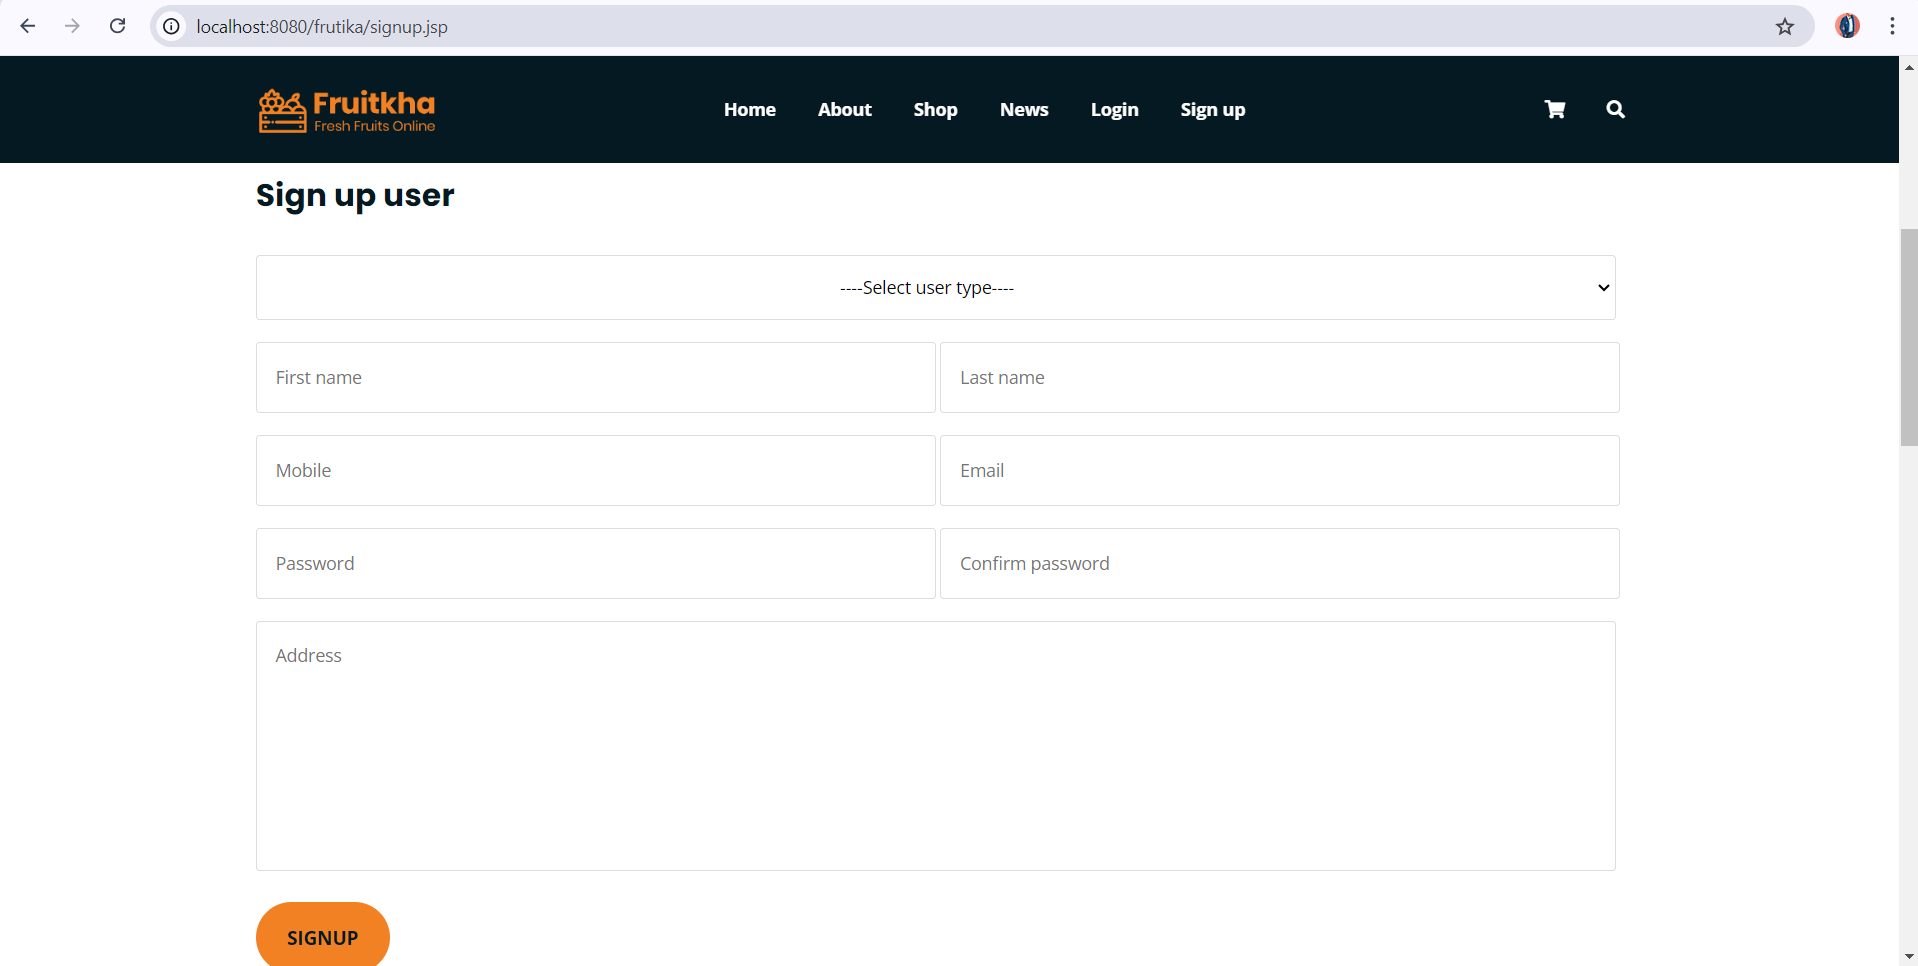 localhost:8080/frutika/signup.jsp
Fruitkha
Fresh Fruits Online
Home About Shop News Login Sign up
Sign up user
----Select user type----
First name Last name
Mobile Email
Password Confirm password
Address
SIGNUP